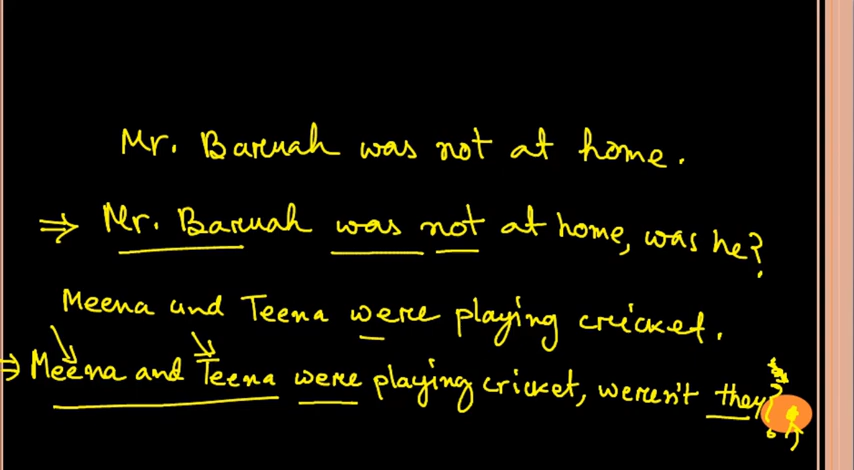 Mr. Baruah was not at home.
⇒ Mr. Baruah was not at home, was he?
Meena and Teena were playing cricket.
⇒ Meena and Teena were playing cricket, weren't they?